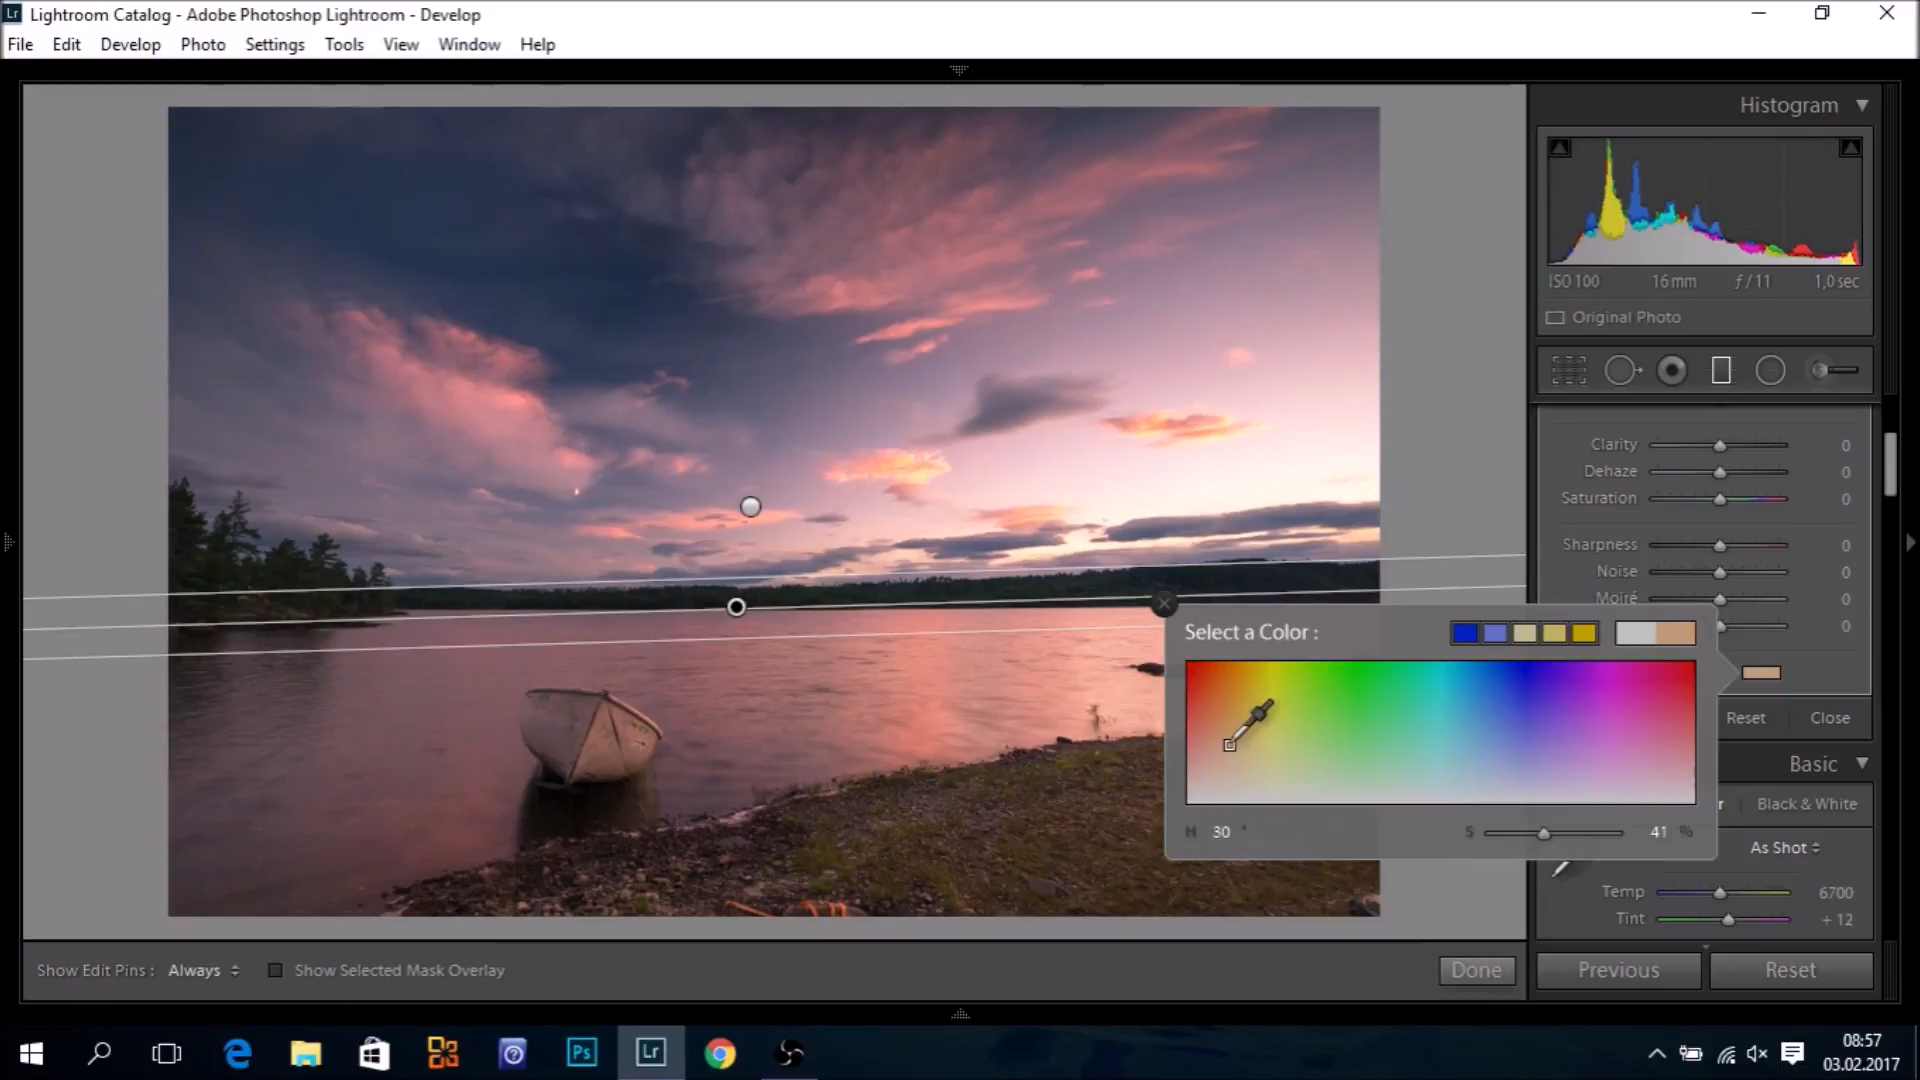 Lr Lightroom Catalog - Adobe Photoshop Lightroom - Develop
File Edit Develop Photo Settings Tools View Window Help
Histogram
ISO 100 16 mm ƒ / 11 1,0 sec
Original Photo
Clarity 0
Dehaze 0
Saturation 0
Sharpness 0
Noise 0
Moiré 0
0
Select a Color :
H 30 ° S 41 %
Reset Close
Basic
r Black & White
As Shot
Temp 6700
Tint + 12
Show Edit Pins : Always Show Selected Mask Overlay Done
Previous Reset
Ps Lr
08:57
03.02.2017